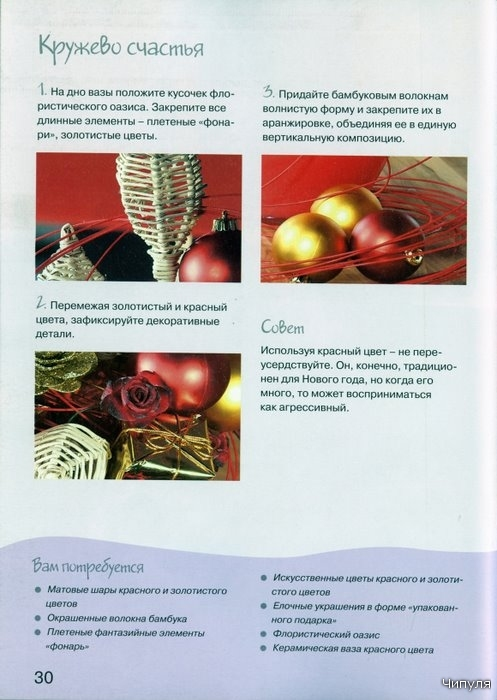 Кружево счастья
1. На дно вазы положите кусочек фло-
ристического оазиса. Закрепите все
длинные элементы – плетеные «фона-
ри», золотистые цветы.
2. Перемежая золотистый и красный
цвета, зафиксируйте декоративные
детали.
3. Придайте бамбуковым волокнам
волнистую форму и закрепите их в
аранжировке, объединяя ее в единую
вертикальную композицию.
Совет
Используя красный цвет – не пере-
усердствуйте. Он, конечно, традицио-
нен для Нового года, но когда его
много, то может восприниматься
как агрессивный.
Вам потребуется
● Матовые шары красного и золотистого
цветов
● Окрашенные волокна бамбука
● Плетеные фантазийные элементы
«фонарь»
● Искусственные цветы красного и золоти-
стого цветов
● Елочные украшения в форме «упакован-
ного подарка»
● Флористический оазис
● Керамическая ваза красного цвета
30
Чипуля